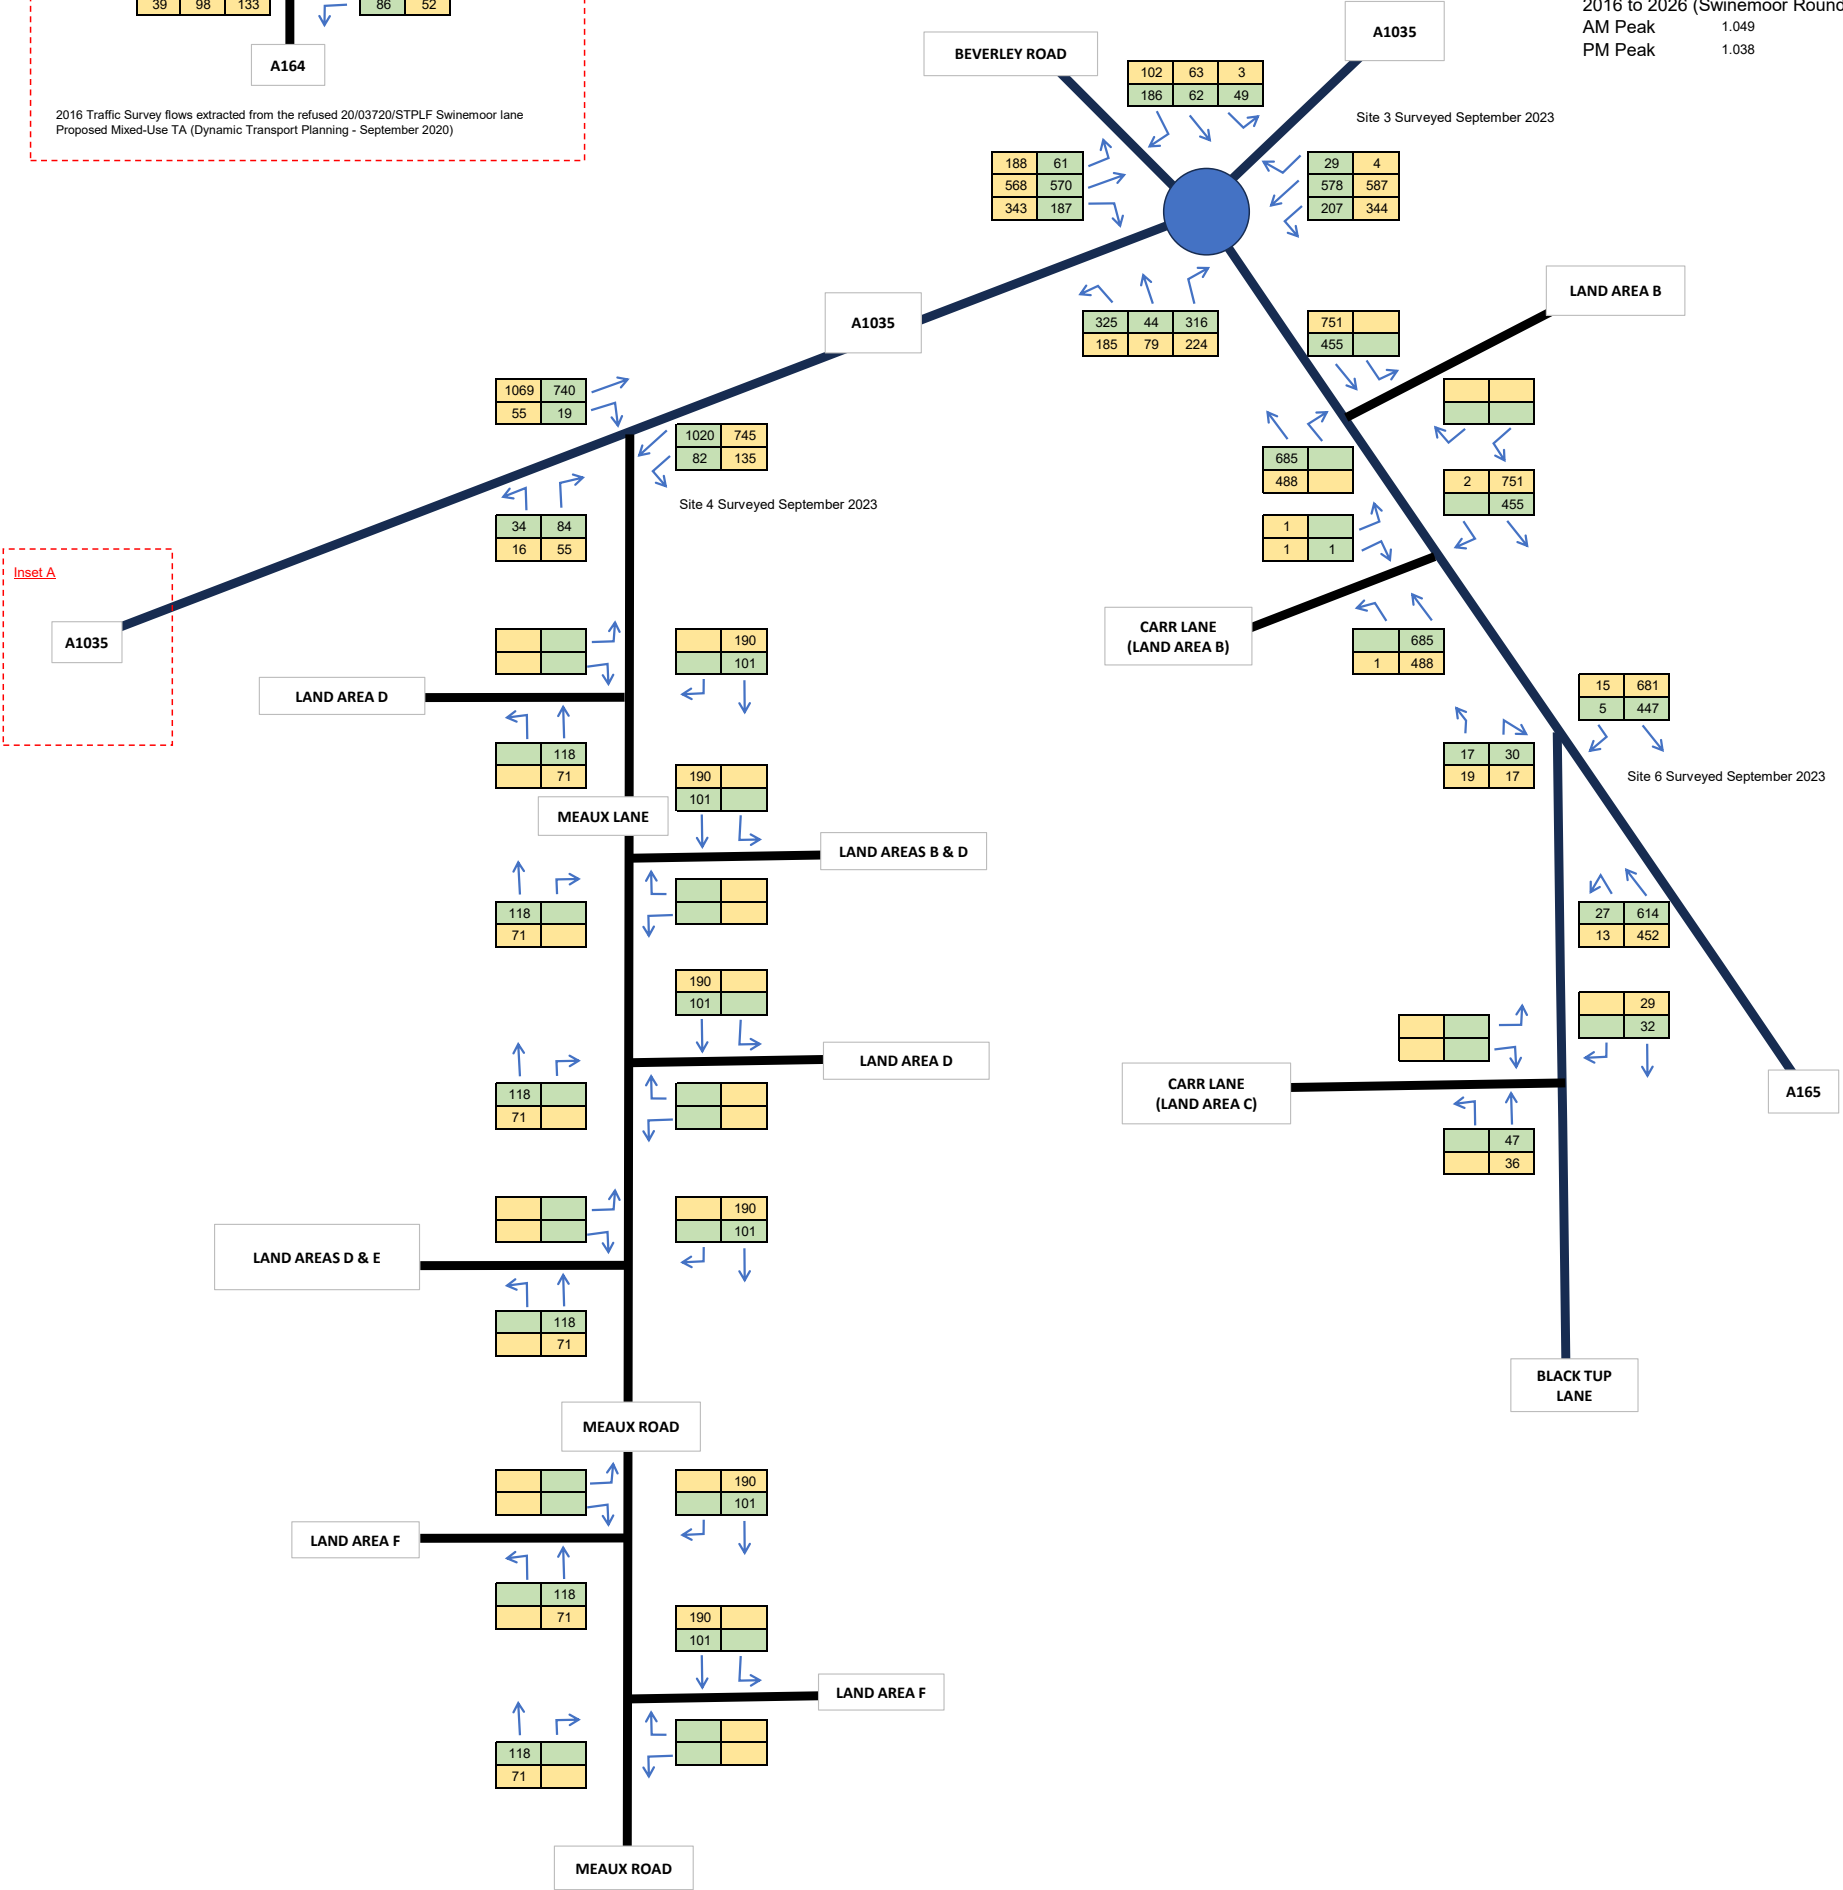 39 98 133
86 52
A164
2016 Traffic Survey flows extracted from the refused 20/03720/STPLF Swinemoor lane
Proposed Mixed-Use TA (Dynamic Transport Planning - September 2020)
2016 to 2026 (Swinemoor Round
AM Peak 1.049
PM Peak 1.038
BEVERLEY ROAD
A1035
102 63 3
186 62 49
Site 3 Surveyed September 2023
188 61
568 570
343 187
29 4
578 587
207 344
325 44 316
185 79 224
A1035
LAND AREA B
751
455
1069 740
55 19
1020 745
82 135
Site 4 Surveyed September 2023
34 84
16 55
685
488
2 751
455
1
1 1
CARR LANE
(LAND AREA B)
685
1 488
Inset A
A1035
190
101
LAND AREA D
118
71
15 681
5 447
17 30
19 17
Site 6 Surveyed September 2023
MEAUX LANE
190
101
LAND AREAS B & D
118
71
27 614
13 452
190
101
LAND AREA D
118
71
29
32
CARR LANE
(LAND AREA C)
A165
47
36
190
101
LAND AREAS D & E
118
71
BLACK TUP
LANE
MEAUX ROAD
190
101
LAND AREA F
118
71
190
101
LAND AREA F
118
71
MEAUX ROAD